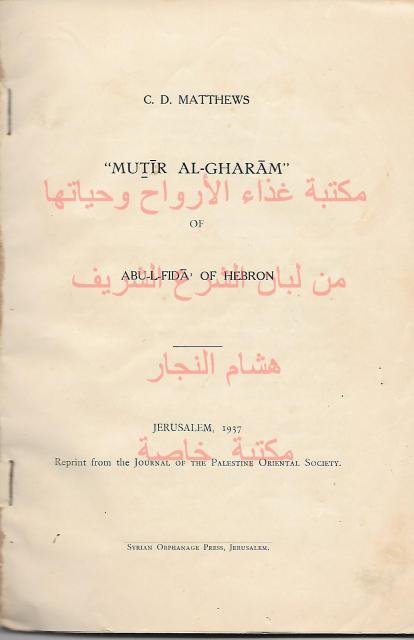 C. D. MATTHEWS
"MUṮĪR AL-GHARĀM"
مكتبة غذاء الأرواح وحياتها
OF
من لبان الشرع الشريف
ABU-L-FIDĀʾ OF HEBRON
هشام النجار
JERUSALEM, 1937
مكتبة خاصة
Reprint from the JOURNAL OF THE PALESTINE ORIENTAL SOCIETY.
SYRIAN ORPHANAGE PRESS, JERUSALEM.